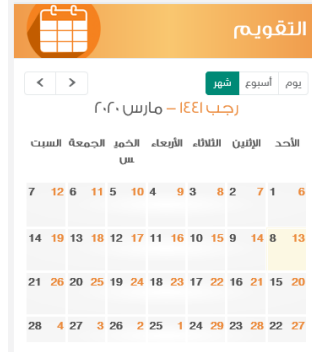 التقويم
يوم أسبوع شهر
رجب ١٤٤١ – مارس ٢٠٢٠
الأحد الإثنين الثلاثاء الأربعاء الخميس الجمعة السبت
6 1 7 2 8 3 9 4 10 5 11 6 12 7
13 8 14 9 15 10 16 11 17 12 18 13 19 14
20 15 21 16 22 17 23 18 24 19 25 20 26 21
27 22 28 23 29 24 1 25 2 26 3 27 4 28